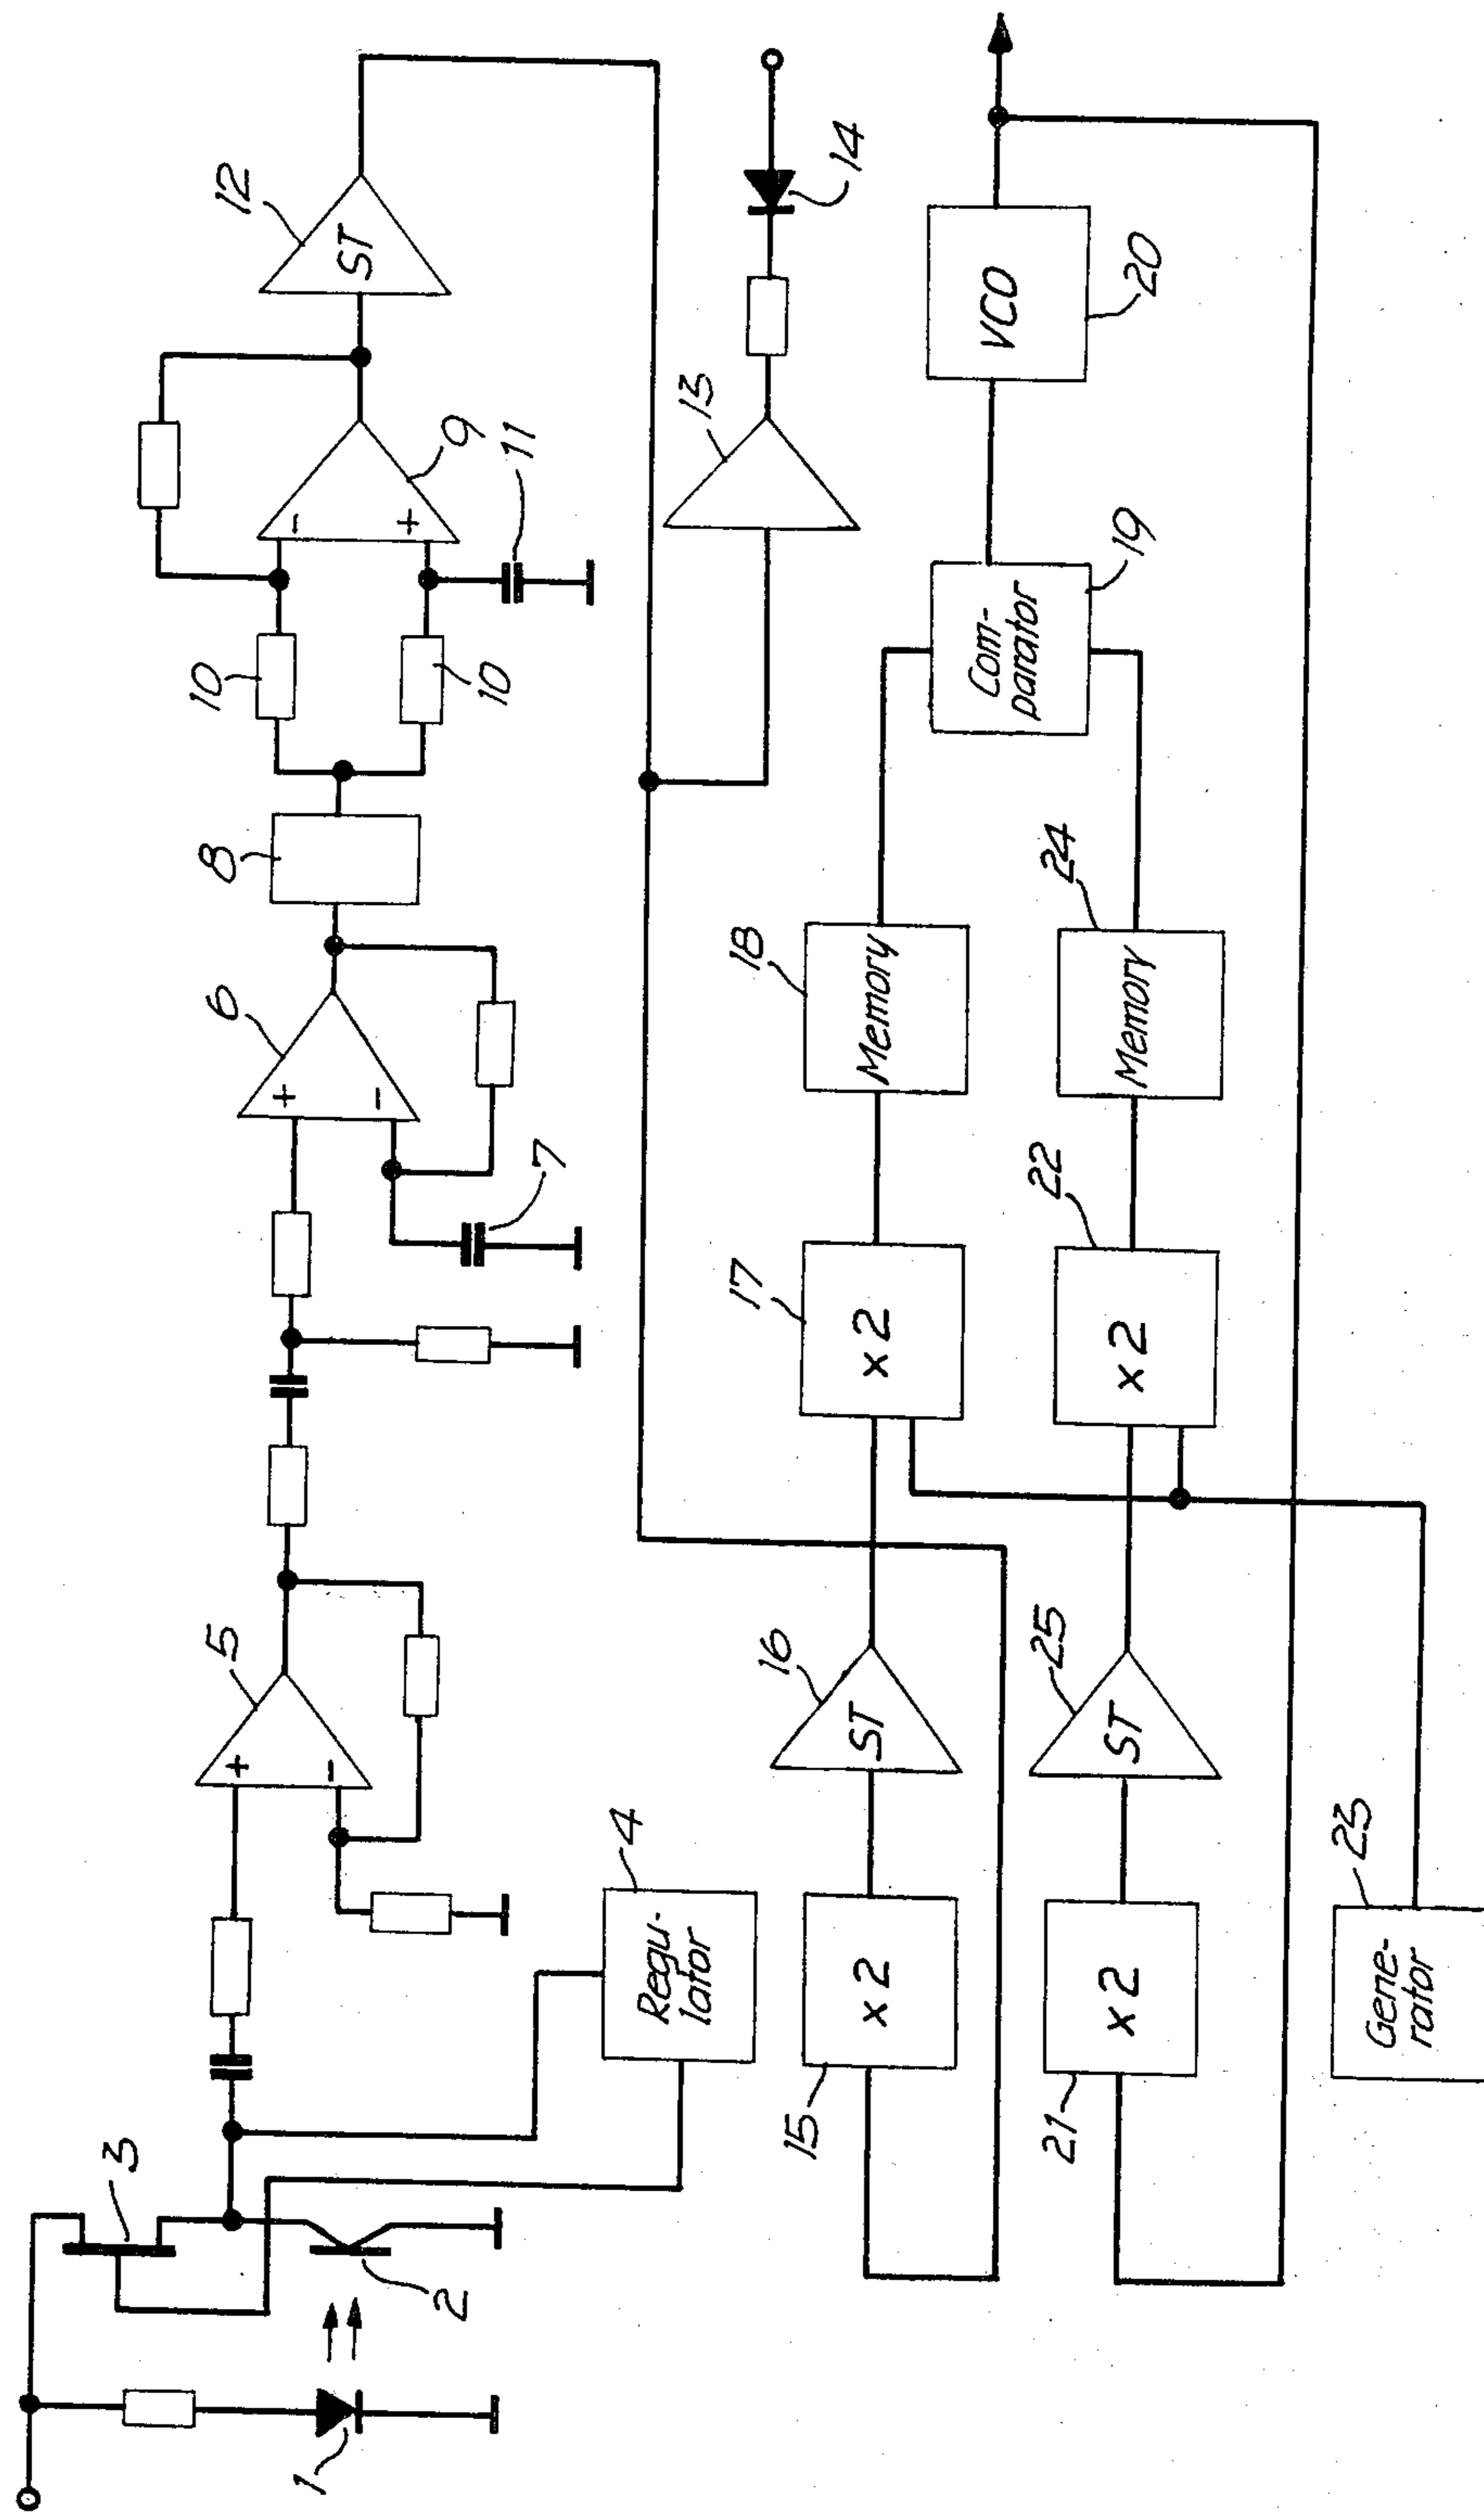 1
2
3
4
Regu-
lator
5
+
-
6
+
-
7
8
10
10
9
-
+
11
12
ST
13
14
15
x 2
16
ST
17
x 2
18
Memory
19
Com-
parator
20
VCO
21
x 2
25
ST
22
x 2
24
Memory
23
Gene-
rator